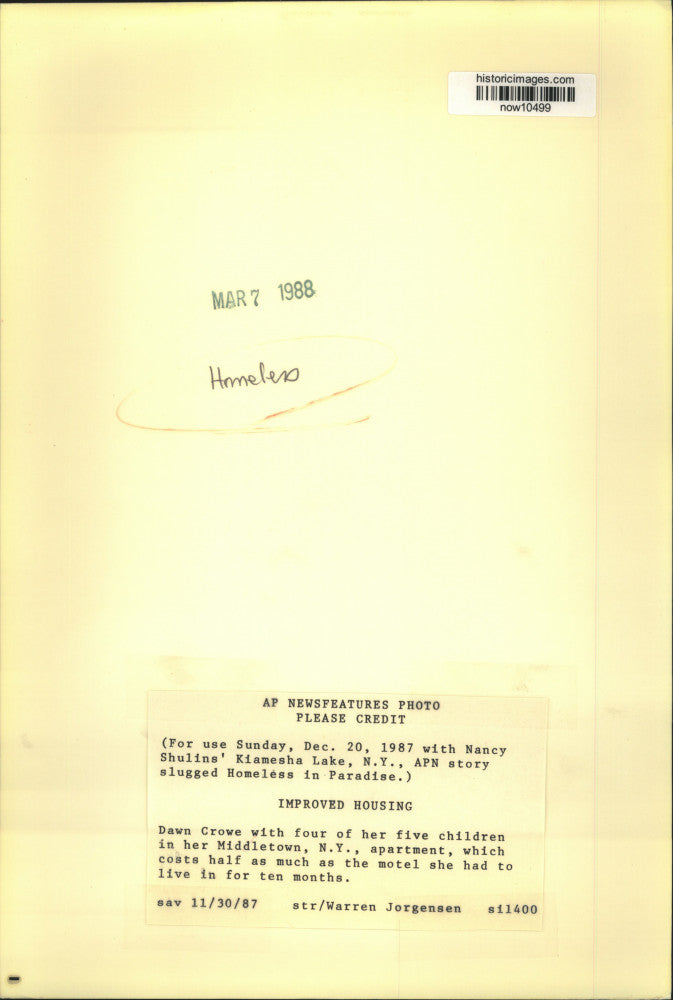 historicimages.com
now10499
MAR 7 1988
Homeless
AP NEWSFEATURES PHOTO
PLEASE CREDIT
(For use Sunday, Dec. 20, 1987 with Nancy
Shulins' Kiamesha Lake, N.Y., APN story
slugged Homeless in Paradise.)
IMPROVED HOUSING
Dawn Crowe with four of her five children
in her Middletown, N.Y., apartment, which
costs half as much as the motel she had to
live in for ten months.
sav 11/30/87 str/Warren Jorgensen sil400